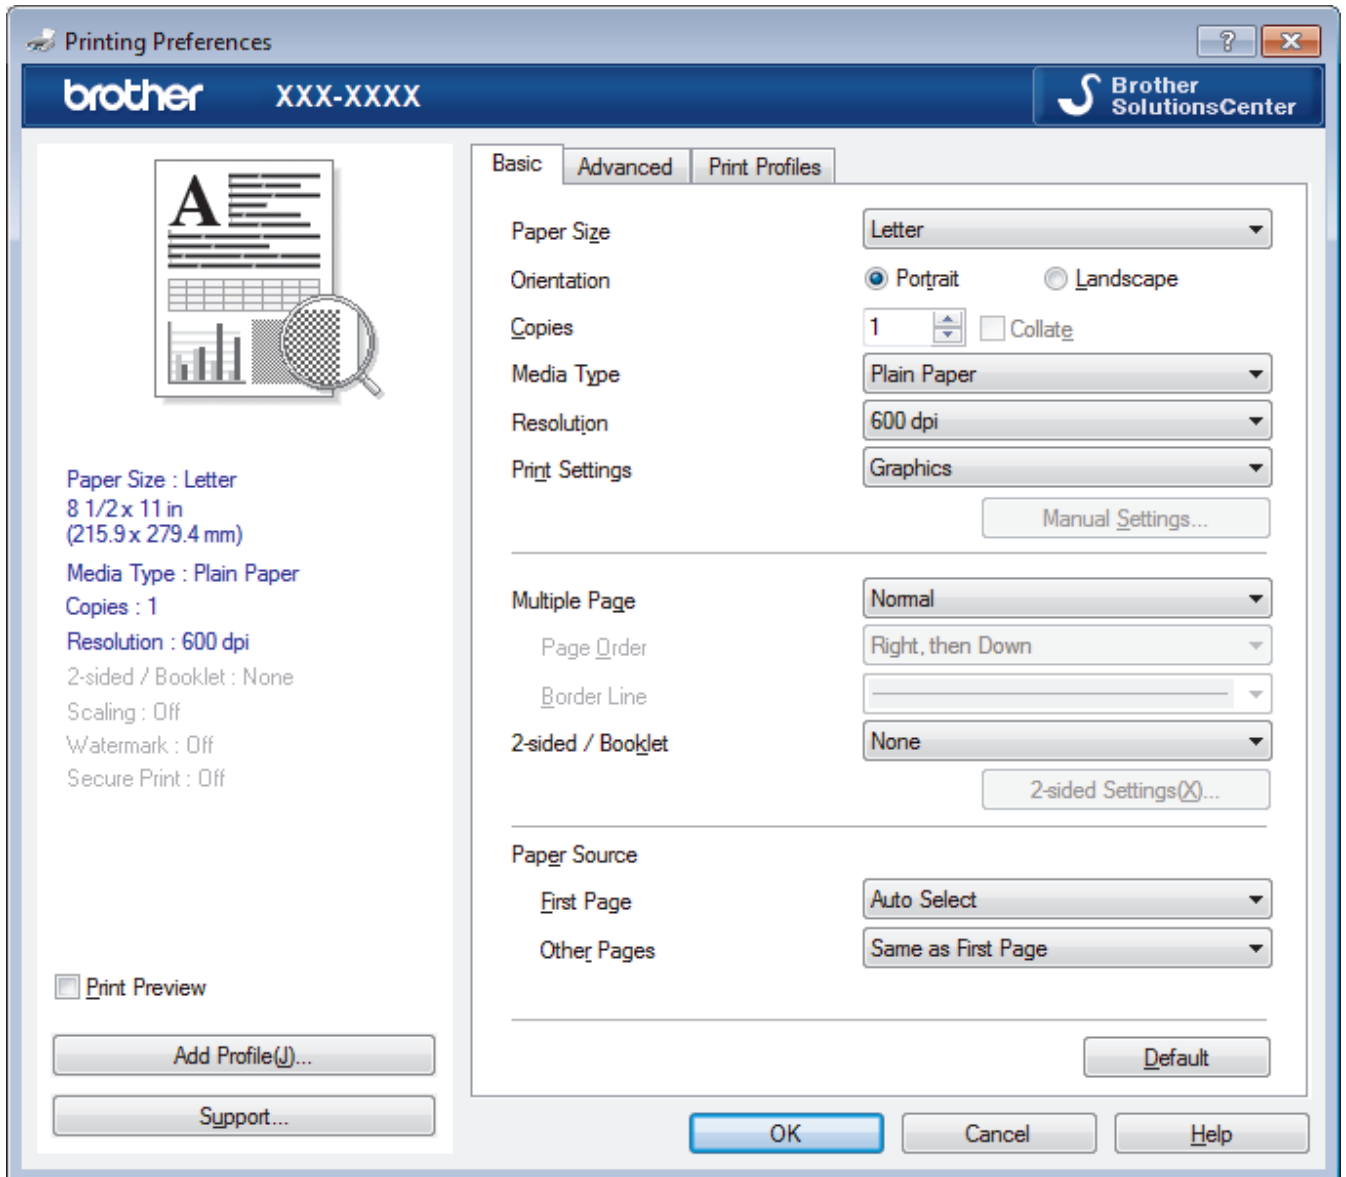 Printing Preferences
?
brother XXX-XXXX
Brother
SolutionsCenter
A
Paper Size : Letter
8 1/2 x 11 in
(215.9 x 279.4 mm)
Media Type : Plain Paper
Copies : 1
Resolution : 600 dpi
2-sided / Booklet : None
Scaling : Off
Watermark : Off
Secure Print : Off
Print Preview
Add Profile(J)...
Support...
Basic Advanced Print Profiles
Paper Size Letter
Orientation Portrait Landscape
Copies 1 Collate
Media Type Plain Paper
Resolution 600 dpi
Print Settings Graphics
Manual Settings...
Multiple Page Normal
Page Order Right, then Down
Border Line
2-sided / Booklet None
2-sided Settings(X)...
Paper Source
First Page Auto Select
Other Pages Same as First Page
Default
OK Cancel Help